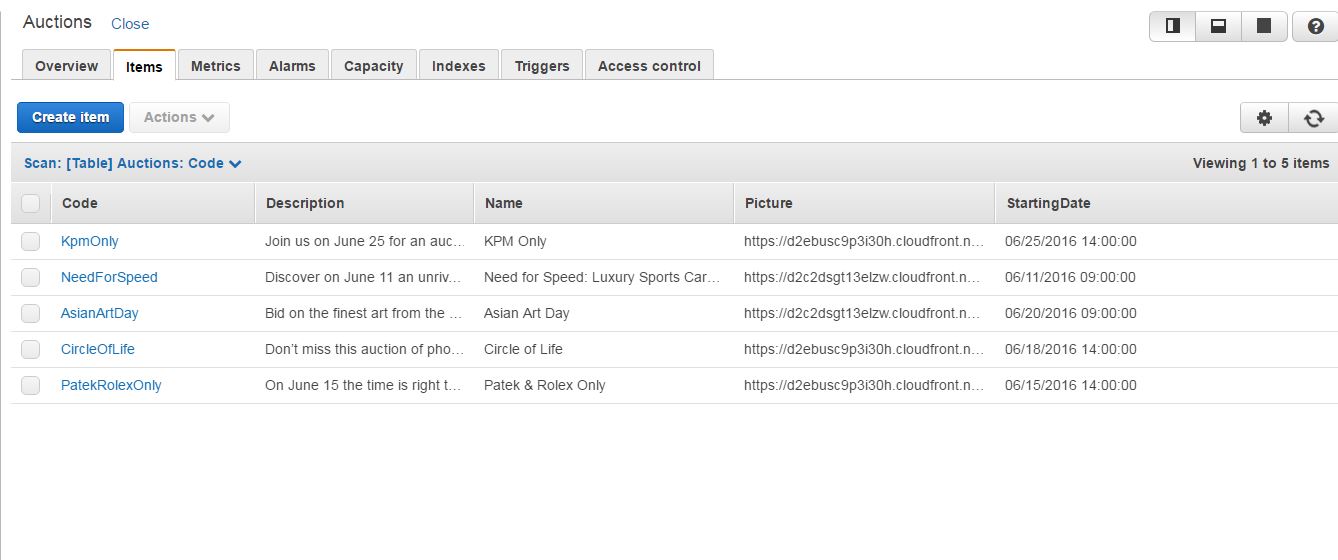 Auctions Close
Overview Items Metrics Alarms Capacity Indexes Triggers Access control
Create item Actions
Scan: [Table] Auctions: Code Viewing 1 to 5 items
Code Description Name Picture StartingDate
KpmOnly Join us on June 25 for an auc... KPM Only https://d2ebusc9p3i30h.cloudfront.n... 06/25/2016 14:00:00
NeedForSpeed Discover on June 11 an unriv... Need for Speed: Luxury Sports Car... https://d2c2dsgt13elzw.cloudfront.n... 06/11/2016 09:00:00
AsianArtDay Bid on the finest art from the ... Asian Art Day https://d2c2dsgt13elzw.cloudfront.n... 06/20/2016 09:00:00
CircleOfLife Don't miss this auction of pho... Circle of Life https://d2ebusc9p3i30h.cloudfront.n... 06/18/2016 14:00:00
PatekRolexOnly On June 15 the time is right t... Patek & Rolex Only https://d2ebusc9p3i30h.cloudfront.n... 06/15/2016 14:00:00